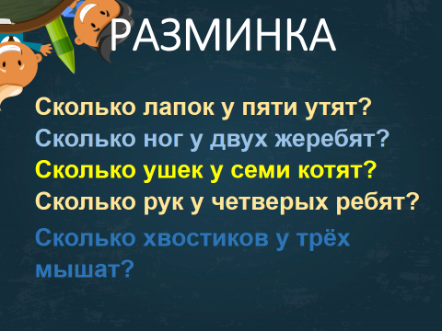 РАЗМИНКА
Сколько лапок у пяти утят?
Сколько ног у двух жеребят?
Сколько ушек у семи котят?
Сколько рук у четверых ребят?
Сколько хвостиков у трёх
мышат?